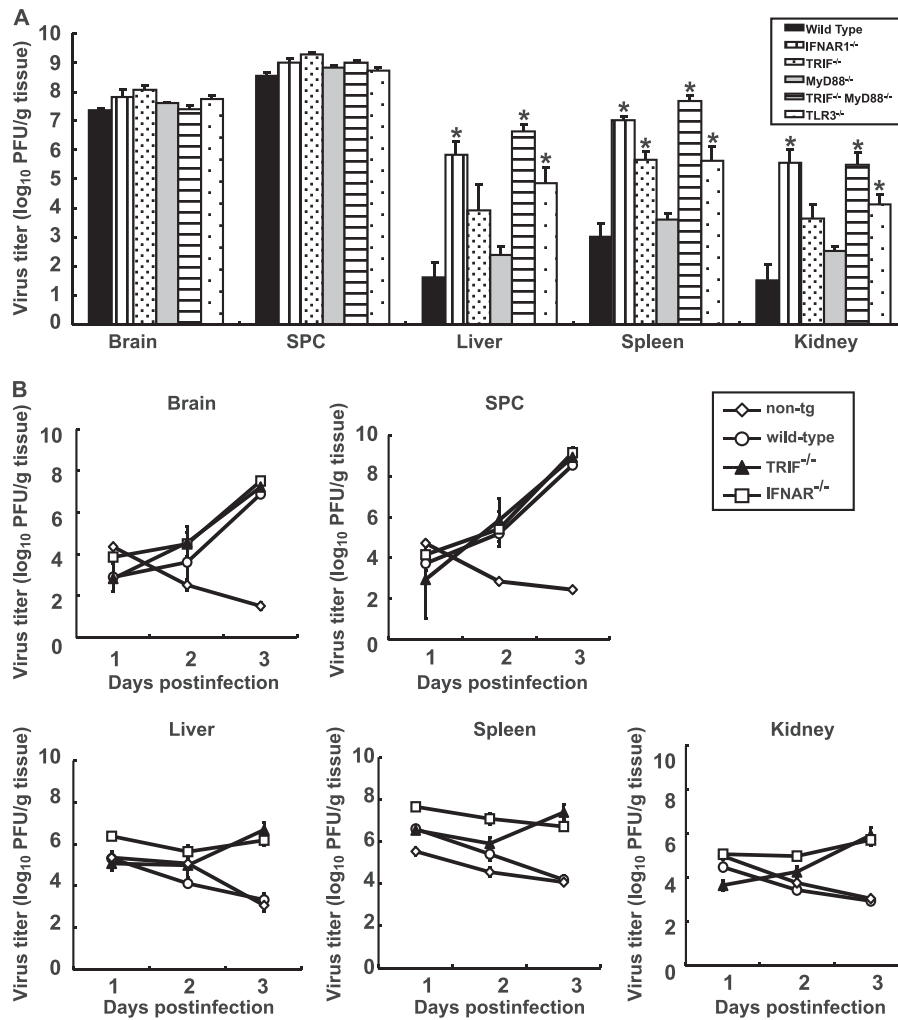 A
Virus titer (log₁₀ PFU/g tissue)
10
9
8
7
6
5
4
3
2
1
0
Wild Type
IFNAR1⁻/⁻
TRIF⁻/⁻
MyD88⁻/⁻
TRIF⁻/⁻ MyD88⁻/⁻
TLR3⁻/⁻
* * *
* * * *
* * *
Brain SPC Liver Spleen Kidney
B
non-tg
wild-type
TRIF⁻/⁻
IFNAR⁻/⁻
Brain
Virus titer (log₁₀ PFU/g tissue)
10
8
6
4
2
0
1 2 3
Days postinfection
SPC
Virus titer (log₁₀ PFU/g tissue)
10
8
6
4
2
0
1 2 3
Days postinfection
Liver
Virus titer (log₁₀ PFU/g tissue)
10
8
6
4
2
0
1 2 3
Days postinfection
Spleen
Virus titer (log₁₀ PFU/g tissue)
10
8
6
4
2
0
1 2 3
Days postinfection
Kidney
Virus titer (log₁₀ PFU/g tissue)
10
8
6
4
2
0
1 2 3
Days postinfection